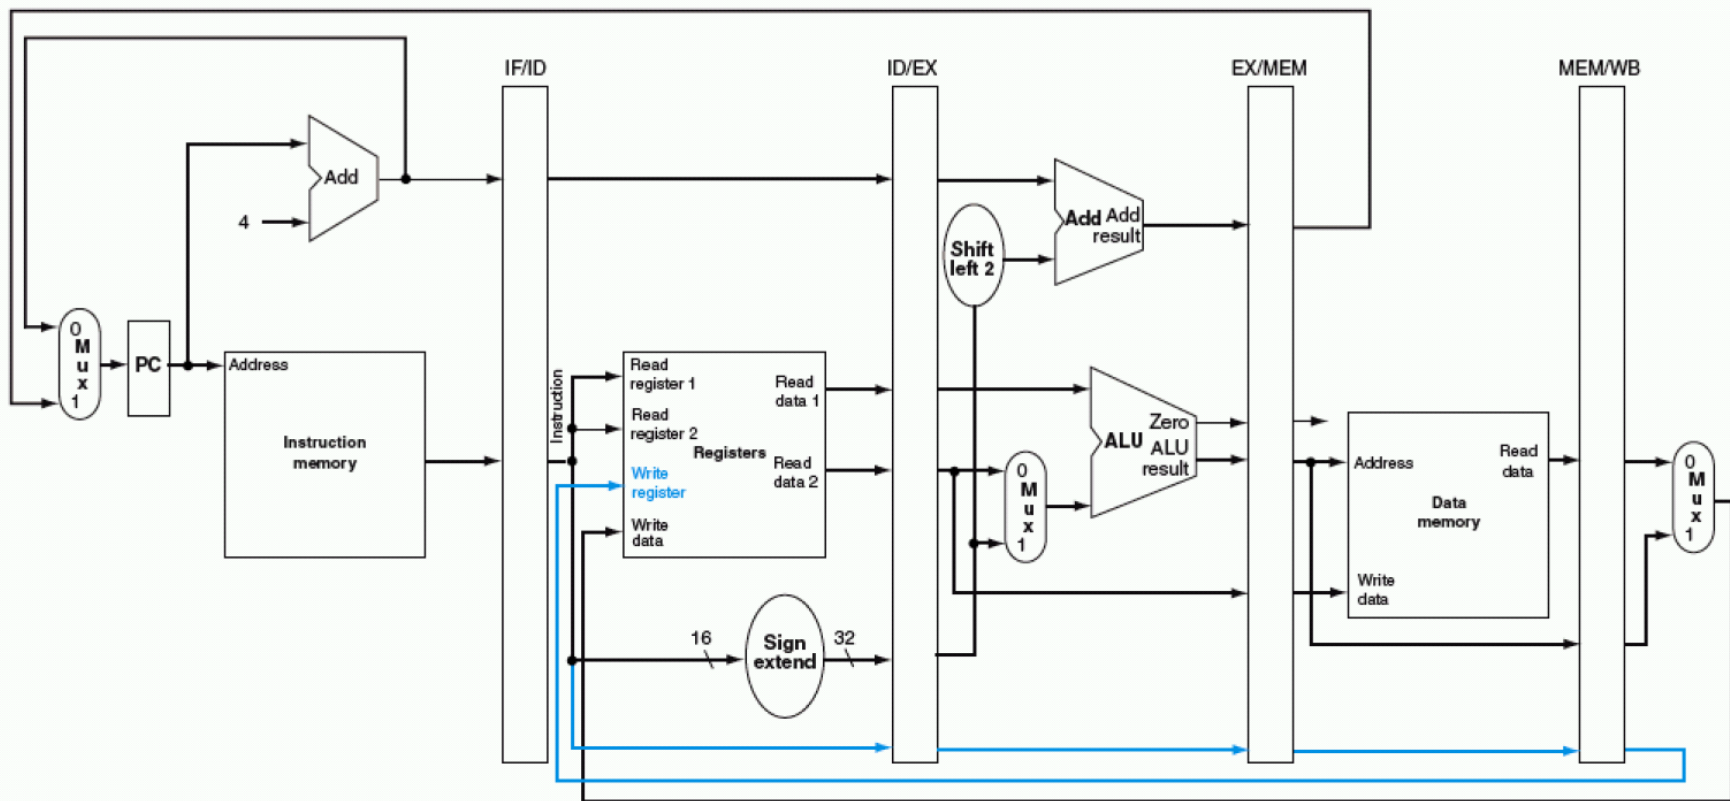 IF/ID
ID/EX
EX/MEM
MEM/WB
Add
4
Add Add
result
Shift
left 2
0
M
u
x
1
PC
Address
Instruction
memory
Instruction
Read
register 1
Read
register 2
Write
register
Write
data
Registers
Read
data 1
Read
data 2
16
Sign
extend
32
0
M
u
x
1
ALU
Zero
ALU
result
Address
Read
data
Data
memory
Write
data
0
M
u
x
1